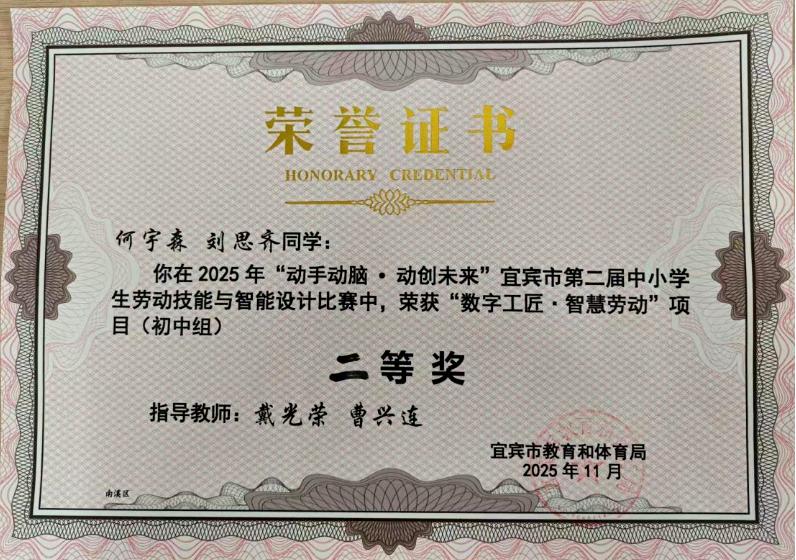 荣誉证书
HONORARY CREDENTIAL
何宇森 刘思齐同学：
你在 2025 年“动手动脑·动创未来”宜宾市第二届中小学
生劳动技能与智能设计比赛中，荣获“数字工匠·智慧劳动”项
目（初中组）
二等奖
指导教师：戴光荣 曹兴连
宜宾市教育和体育局
2025 年 11 月
南溪区